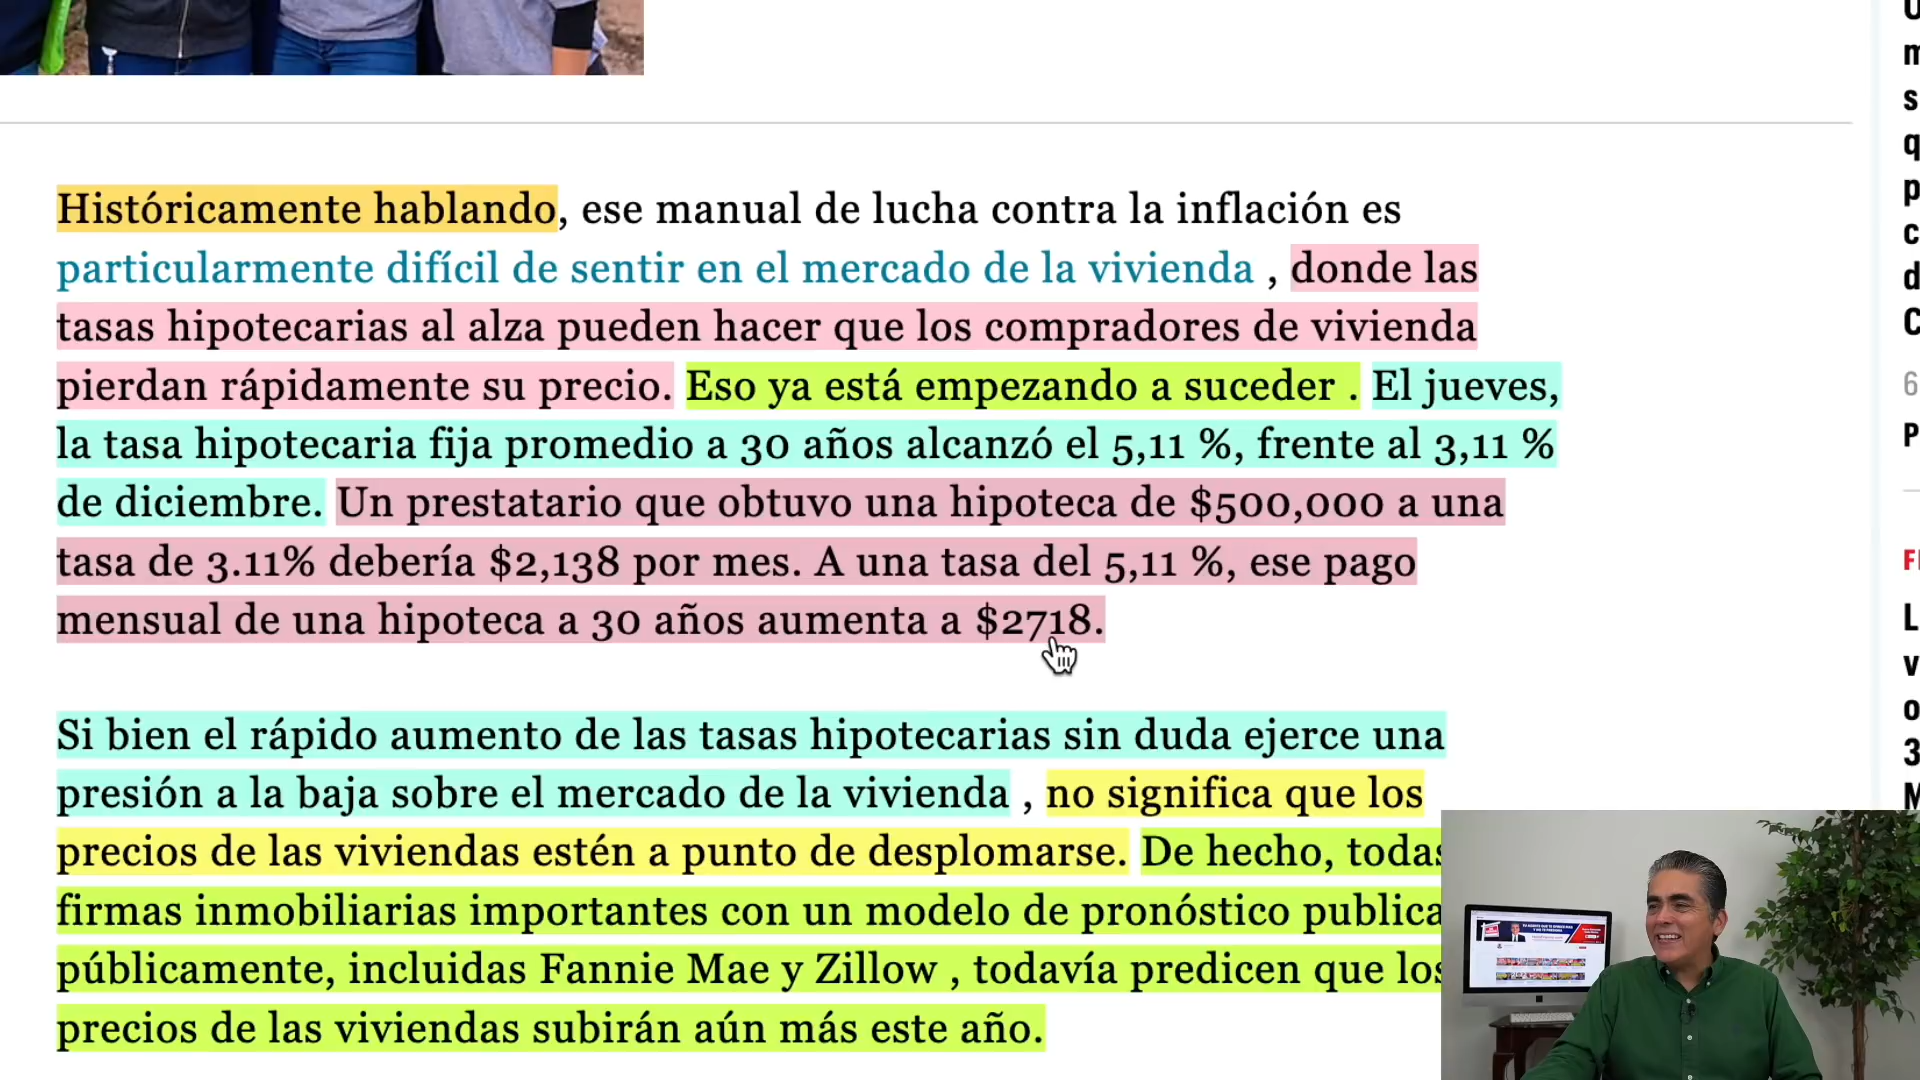 Históricamente hablando, ese manual de lucha contra la inflación es
particularmente difícil de sentir en el mercado de la vivienda , donde las
tasas hipotecarias al alza pueden hacer que los compradores de vivienda
pierdan rápidamente su precio. Eso ya está empezando a suceder . El jueves,
la tasa hipotecaria fija promedio a 30 años alcanzó el 5,11 %, frente al 3,11 %
de diciembre. Un prestatario que obtuvo una hipoteca de $500,000 a una
tasa de 3.11% debería $2,138 por mes. A una tasa del 5,11 %, ese pago
mensual de una hipoteca a 30 años aumenta a $2718.
Si bien el rápido aumento de las tasas hipotecarias sin duda ejerce una
presión a la baja sobre el mercado de la vivienda , no significa que los
precios de las viviendas estén a punto de desplomarse. De hecho, todas
firmas inmobiliarias importantes con un modelo de pronóstico publica
públicamente, incluidas Fannie Mae y Zillow , todavía predicen que los
precios de las viviendas subirán aún más este año.